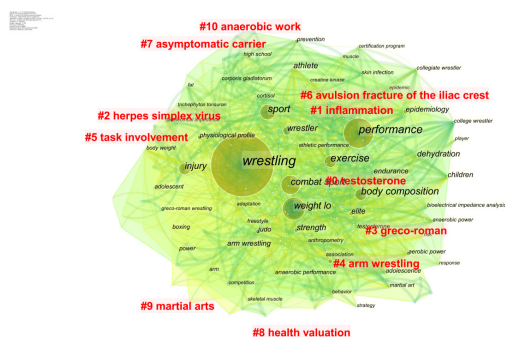 #10 anaerobic work
prevention
#7 asymptomatic carrier
certification program
high school
muscle
athlete
collegiate wrestler
corporis gladiatorum
skin infection
creatine kinase
epidemic
tat
cortisol
#6 avulsion fracture of the iliac crest
trichophyton tonsurans
sport
#1 inflammation
epidemiology
#2 herpes simplex virus
college wrestler
wrestler
performance
#5 task involvement
physiological profile
player
athletic performance
body weight
dehydration
wrestling
exercise
injury
endurance
children
#0 testosterone
adolescent
combat sport
body composition
adaptation
bioelectrical impedance analysis
greco-roman wrestling
weight lo
elite
freestyle
anaerobic power
boxing
judo
strength
testosterone
#3 greco-roman
power
arm wrestling
anthropometry
association
aerobic power
#4 arm wrestling
response
arm
anaerobic performance
adolescence
competition
martial art
behavior
skeletal muscle
#9 martial arts
strategy
#8 health valuation